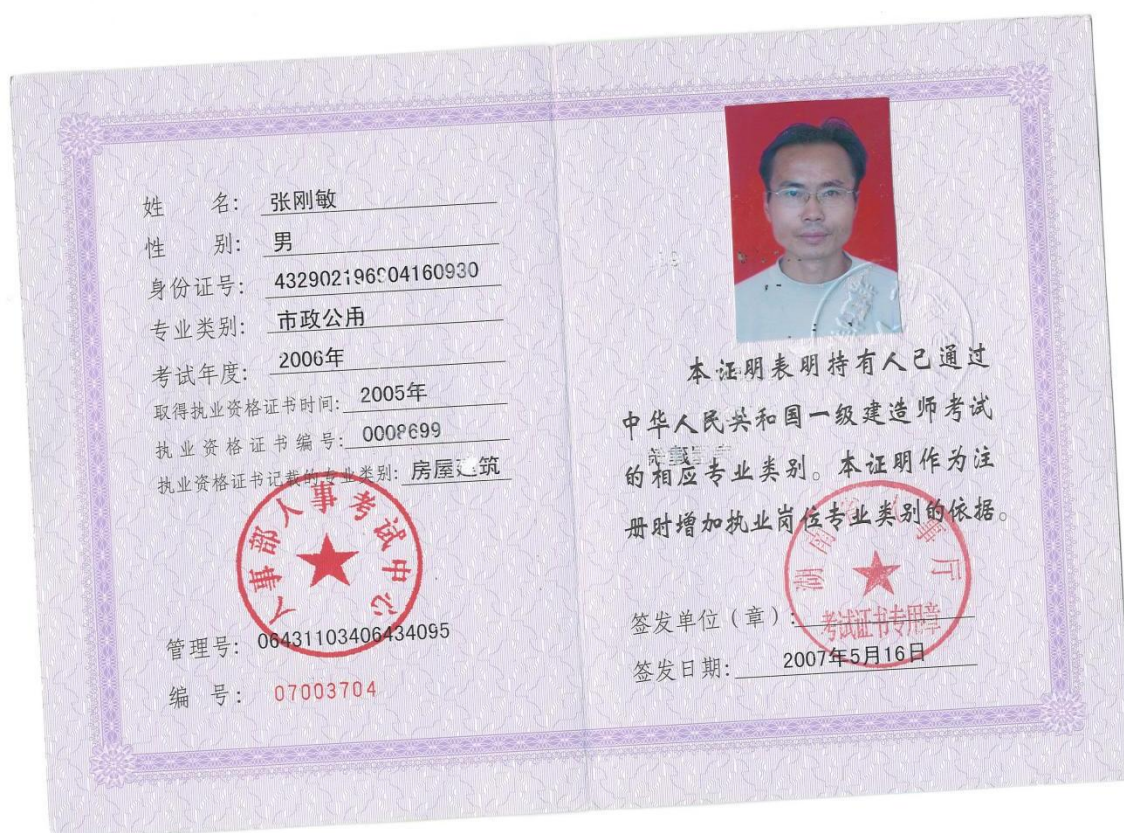 姓 名: 张刚敏
性 别: 男
身份证号:
专业类别: 市政公用
考试年度: 2006年
取得执业资格证书时间: 2005年
执业资格证书编号: 0008699
执业资格证书记载的专业类别: 房屋建筑
人事部人事考试中心
管理号: 06431103406434095
编 号: 07003704
本证明表明持有人已通过
中华人民共和国一级建造师考试
的相应专业类别。本证明作为注
册时增加执业岗位专业类别的依据。
湖南省人事厅
考试证书专用章
签发单位(章):
签发日期: 2007年5月16日